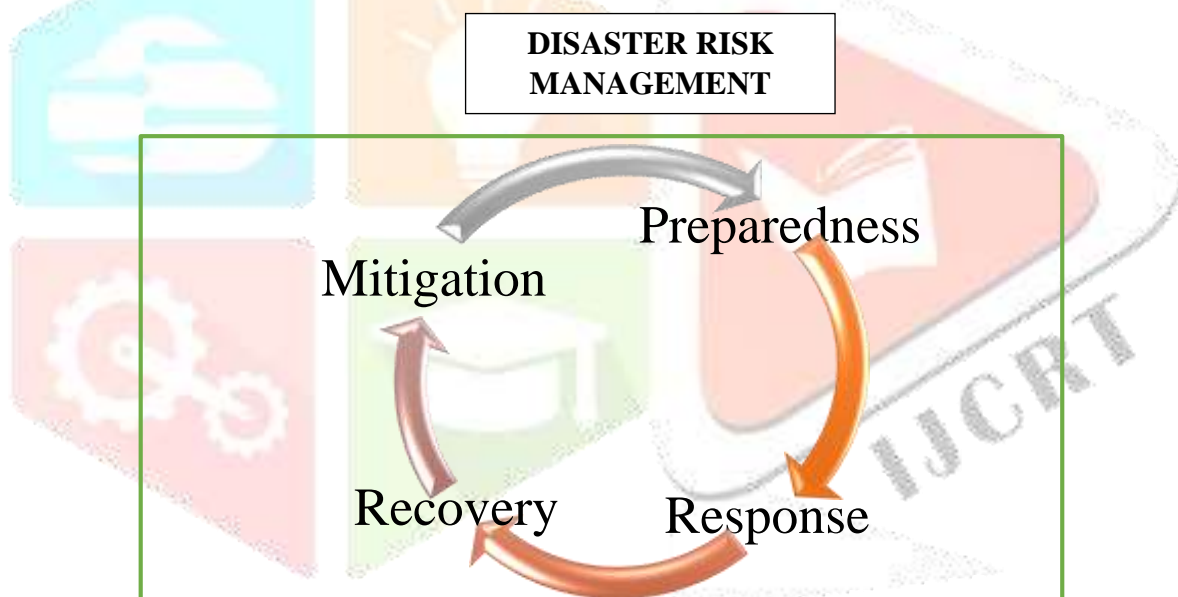 DISASTER RISK
MANAGEMENT
Preparedness
Mitigation
Recovery
Response
IJCRT